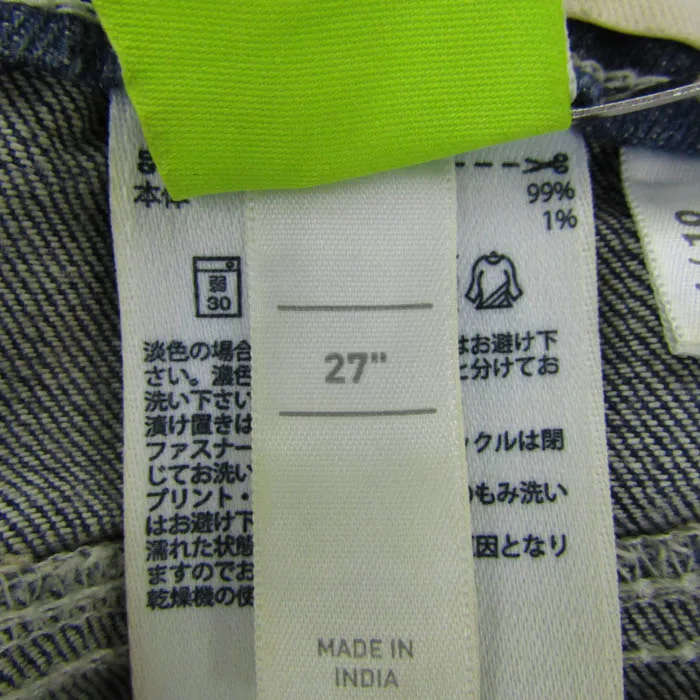 本体
99%
1%
弱
30
淡色の場合
はお避け下
さい。濃色
と分けてお
洗い下さい
漬け置きは
ファスナー
ックルは閉
じてお洗い
プリント・
のもみ洗い
はお避け下
濡れた状態
原因となり
ますのでお
乾燥機の使
27"
MADE IN
INDIA
10